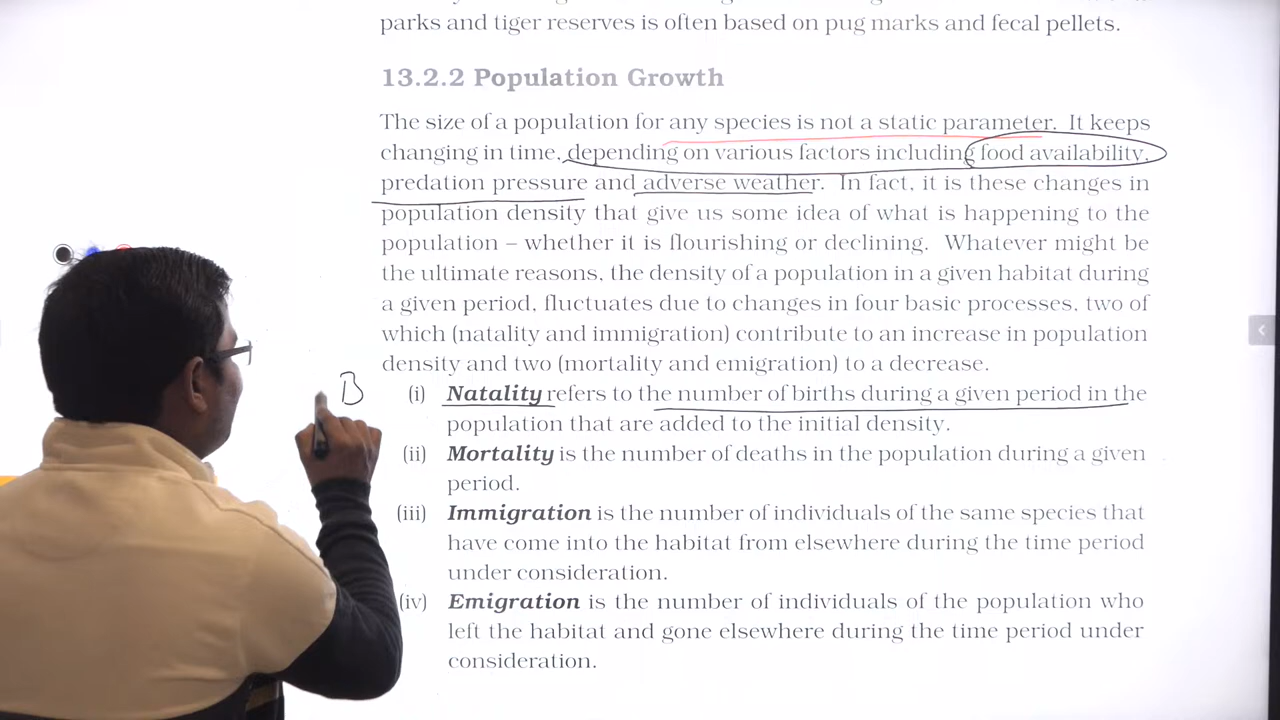 parks and tiger reserves is often based on pug marks and fecal pellets.
13.2.2 Population Growth
The size of a population for any species is not a static parameter. It keeps
changing in time, depending on various factors including food availability,
predation pressure and adverse weather. In fact, it is these changes in
population density that give us some idea of what is happening to the
population – whether it is flourishing or declining. Whatever might be
the ultimate reasons, the density of a population in a given habitat during
a given period, fluctuates due to changes in four basic processes, two of
which (natality and immigration) contribute to an increase in population
density and two (mortality and emigration) to a decrease.
B (i) Natality refers to the number of births during a given period in the
population that are added to the initial density.
(ii) Mortality is the number of deaths in the population during a given
period.
(iii) Immigration is the number of individuals of the same species that
have come into the habitat from elsewhere during the time period
under consideration.
(iv) Emigration is the number of individuals of the population who
left the habitat and gone elsewhere during the time period under
consideration.